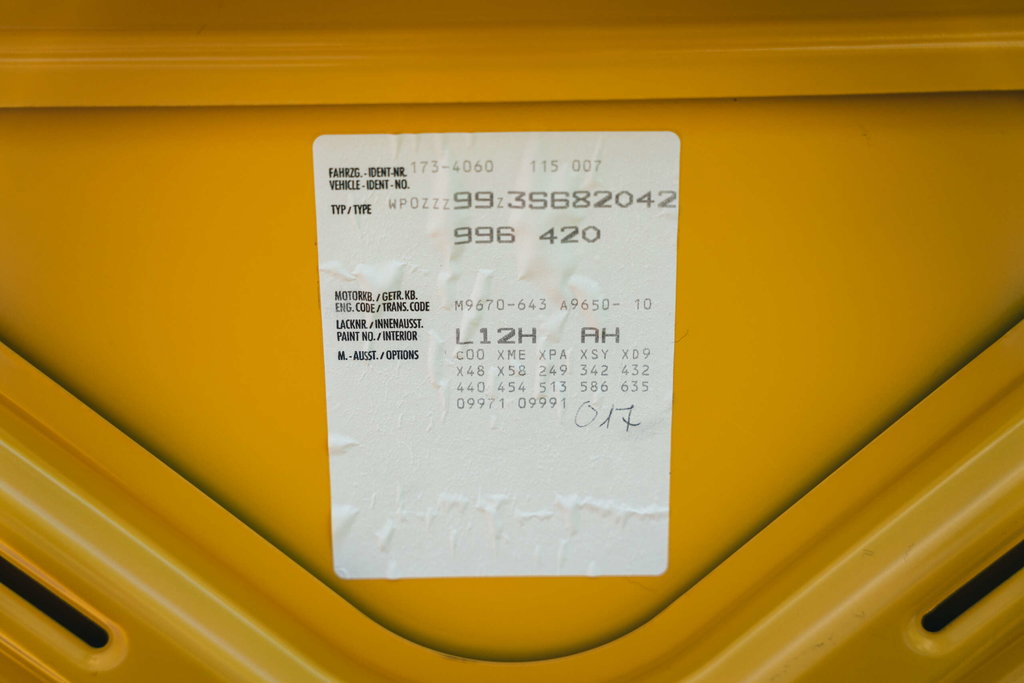 173-4060 115 007
FAHRZG.-IDENT-NR.
VEHICLE-IDENT-NO.
WP0ZZZ99Z3S682042
TYP/TYPE
996 420
MOTORKB./GETR.KB.
ENG.CODE/TRANS.CODE M9670-643 A9650- 10
LACKNR./INNENAUSST.
PAINT NO./INTERIOR L12H AH
M.-AUSST./OPTIONS C00 XME XPA XSY XD9
X48 X58 249 342 432
440 454 513 586 635
09971 09991
017